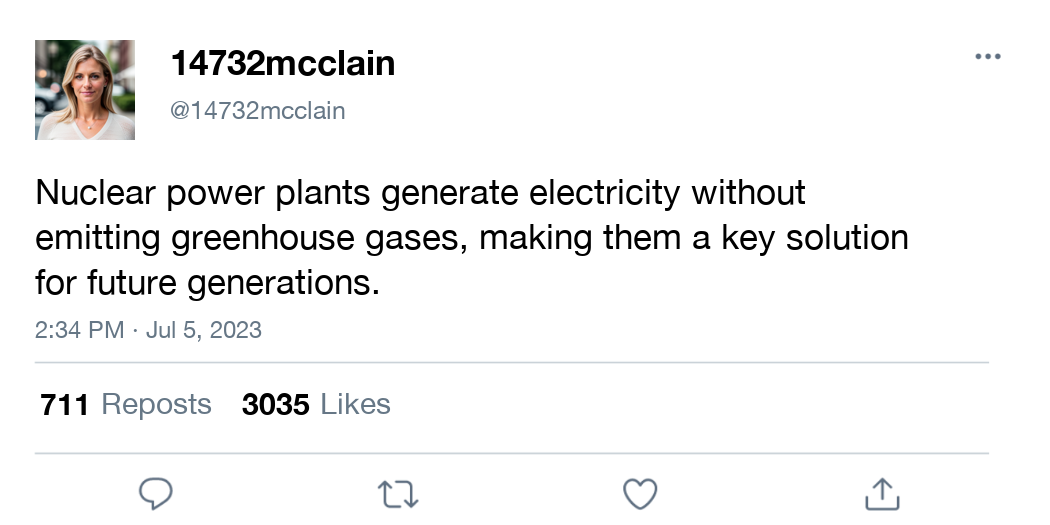 14732mcclain
@14732mcclain
Nuclear power plants generate electricity without
emitting greenhouse gases, making them a key solution
for future generations.
2:34 PM · Jul 5, 2023
711 Reposts 3035 Likes